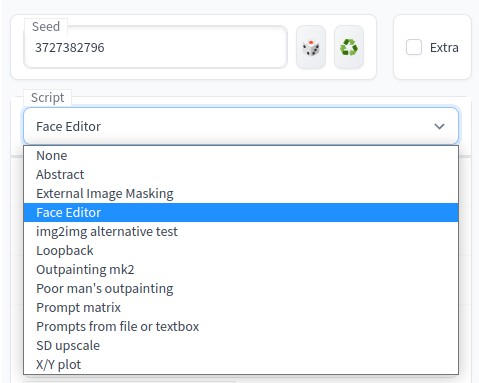 Seed
3727382796
Extra
Script
Face Editor
None
Abstract
External Image Masking
Face Editor
img2img alternative test
Loopback
Outpainting mk2
Poor man's outpainting
Prompt matrix
Prompts from file or textbox
SD upscale
X/Y plot